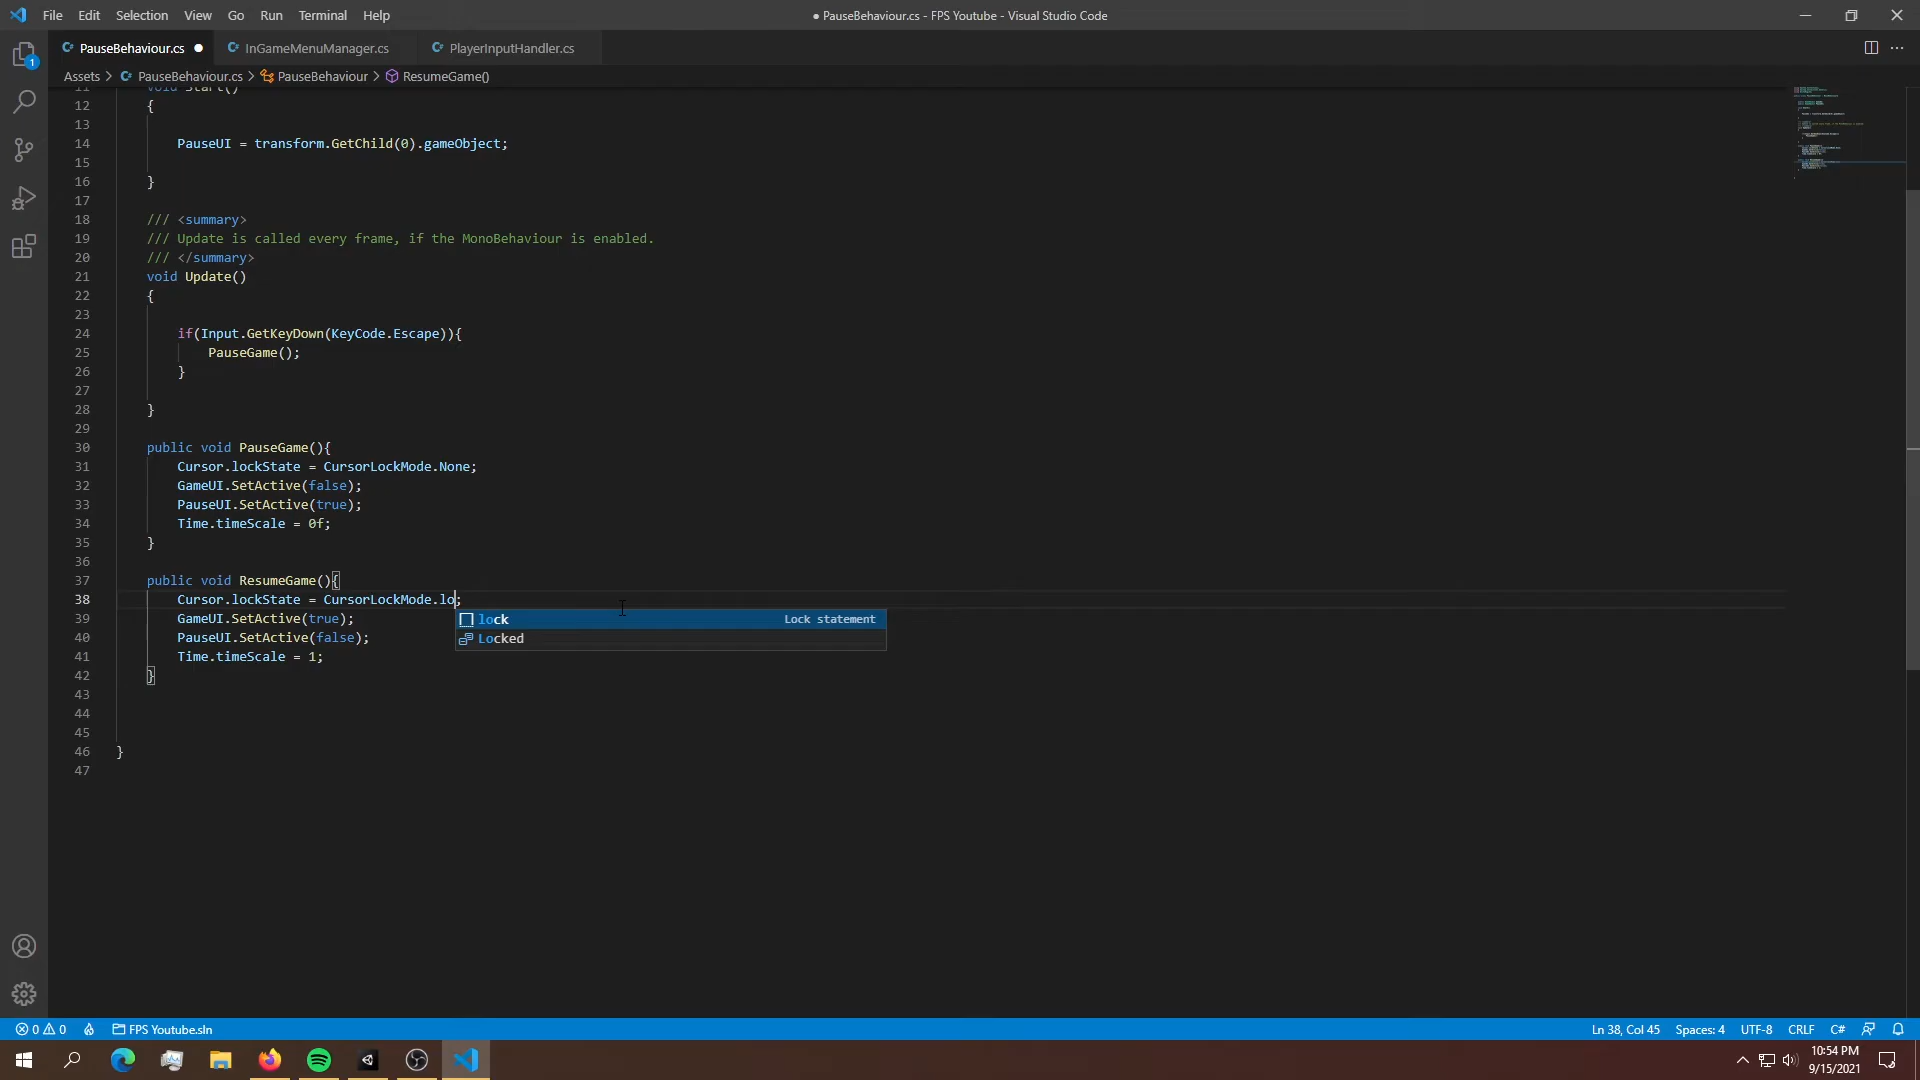 File Edit Selection View Go Run Terminal Help
● PauseBehaviour.cs - FPS Youtube - Visual Studio Code
PauseBehaviour.cs ● InGameMenuManager.cs PlayerInputHandler.cs
Assets > PauseBehaviour.cs > PauseBehaviour > ResumeGame()
11 void Start()
12 {
13
14 PauseUI = transform.GetChild(0).gameObject;
15
16 }
17
18 /// <summary>
19 /// Update is called every frame, if the MonoBehaviour is enabled.
20 /// </summary>
21 void Update()
22 {
23
24 if(Input.GetKeyDown(KeyCode.Escape)){
25 PauseGame();
26 }
27
28 }
29
30 public void PauseGame(){
31 Cursor.lockState = CursorLockMode.None;
32 GameUI.SetActive(false);
33 PauseUI.SetActive(true);
34 Time.timeScale = 0f;
35 }
36
37 public void ResumeGame(){
38 Cursor.lockState = CursorLockMode.lo;
39 GameUI.SetActive(true);
lock Lock statement
40 PauseUI.SetActive(false);
Locked
41 Time.timeScale = 1;
42 }
43
44
45
46 }
47
1
0 0 FPS Youtube.sln
Ln 38, Col 45 Spaces: 4 UTF-8 CRLF C#
10:54 PM
9/15/2021